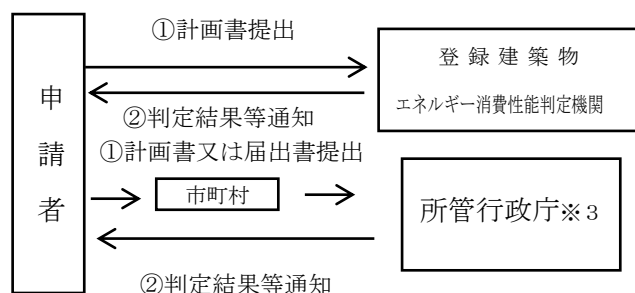 申請者
①計画書提出
②判定結果等通知
登録建築物
エネルギー消費性能判定機関
①計画書又は届出書提出
市町村
所管行政庁※3
②判定結果等通知